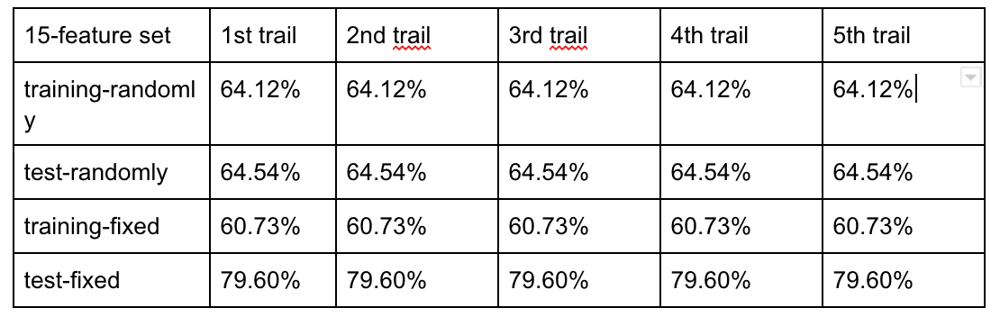 15-feature set 1st trail 2nd trail 3rd trail 4th trail 5th trail
training-randoml 64.12% 64.12% 64.12% 64.12% 64.12%
y
test-randomly 64.54% 64.54% 64.54% 64.54% 64.54%
training-fixed 60.73% 60.73% 60.73% 60.73% 60.73%
test-fixed 79.60% 79.60% 79.60% 79.60% 79.60%